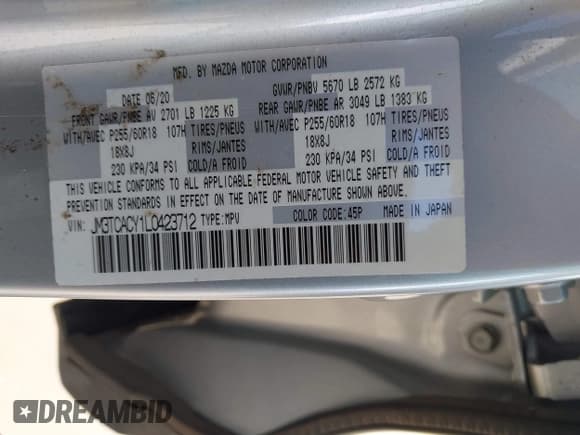 MFD. BY MAZDA MOTOR CORPORATION
DATE 06/20 GVWR/PNBV 5670 LB 2572 KG
FRONT GAWR/PNBE AV 2701 LB 1225 KG REAR GAWR/PNBE AR 3049 LB 1383 KG
WITH/AVEC P255/60R18 107H TIRES/PNEUS WITH/AVEC P255/60R18 107H TIRES/PNEUS
18X8J RIMS/JANTES 18X8J RIMS/JANTES
230 KPA/34 PSI COLD/A FROID 230 KPA/34 PSI COLD/A FROID
THIS VEHICLE CONFORMS TO ALL APPLICABLE FEDERAL MOTOR VEHICLE SAFETY AND THEFT
PREVENTION STANDARDS IN EFFECT ON THE DATE OF MANUFACTURE SHOWN ABOVE.
VIN: JM3TCACY1L0423712 TYPE:MPV COLOR CODE:45P MADE IN JAPAN
DREAMBID